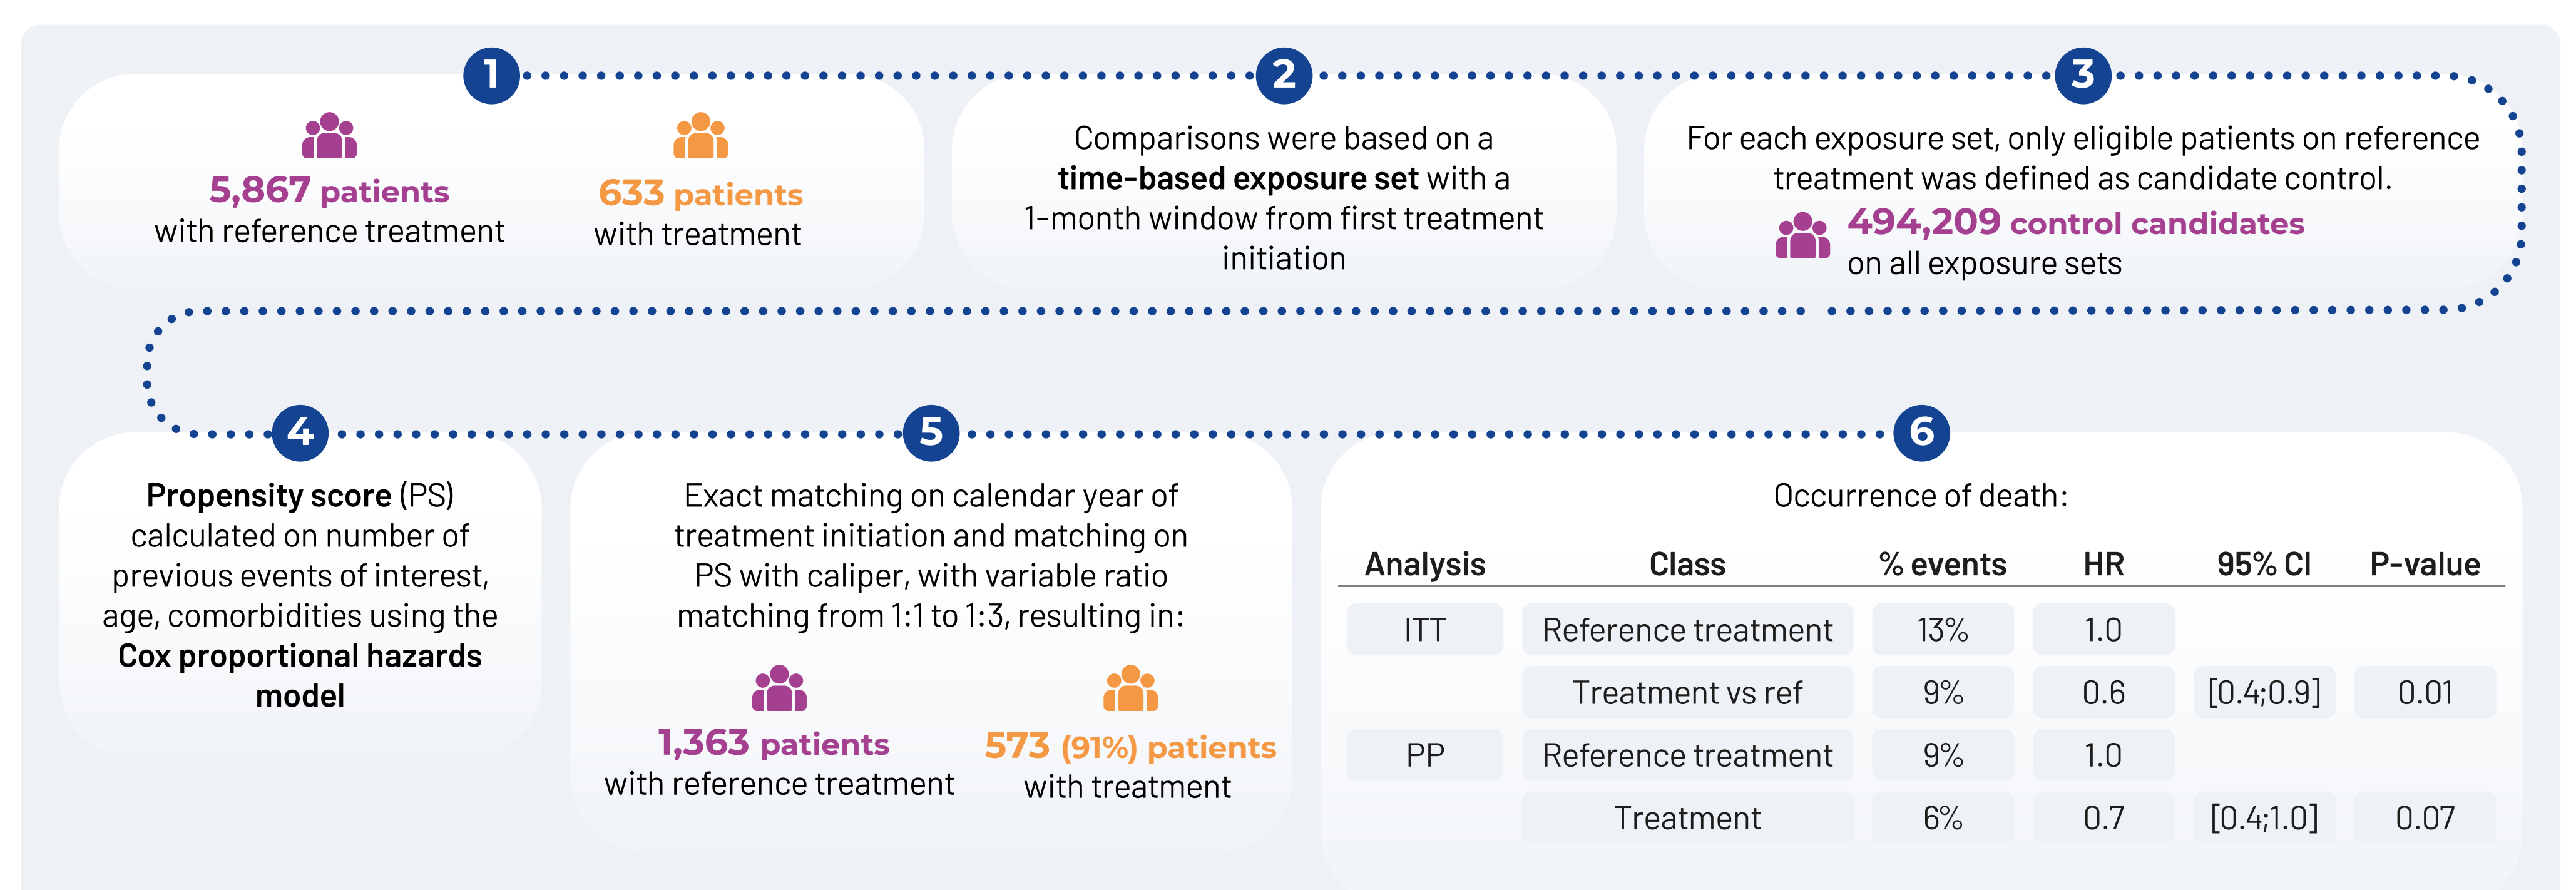 1
5,867 patients
with reference treatment
633 patients
with treatment
2
Comparisons were based on a
time-based exposure set with a
1-month window from first treatment
initiation
3
For each exposure set, only eligible patients on reference
treatment was defined as candidate control.
494,209 control candidates
on all exposure sets
4
Propensity score (PS)
calculated on number of
previous events of interest,
age, comorbidities using the
Cox proportional hazards
model
5
Exact matching on calendar year of
treatment initiation and matching on
PS with caliper, with variable ratio
matching from 1:1 to 1:3, resulting in:
1,363 patients
with reference treatment
573 (91%) patients
with treatment
6
Occurrence of death:
Analysis Class % events HR 95% CI P-value
ITT Reference treatment 13% 1.0
Treatment vs ref 9% 0.6 [0.4;0.9] 0.01
PP Reference treatment 9% 1.0
Treatment 6% 0.7 [0.4;1.0] 0.07